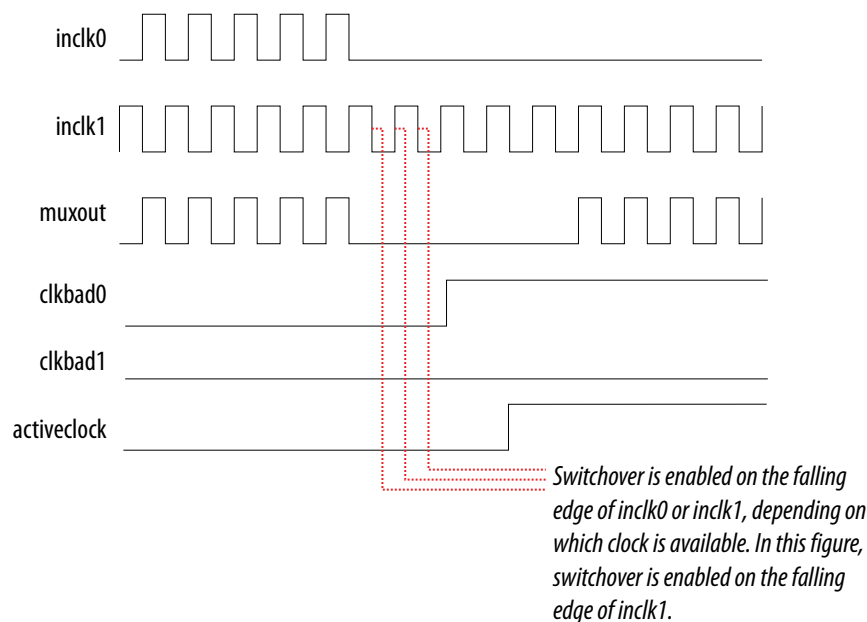 inclk0
inclk1
muxout
clkbad0
clkbad1
activeclock
Switchover is enabled on the falling
edge of inclk0 or inclk1, depending on
which clock is available. In this figure,
switchover is enabled on the falling
edge of inclk1.